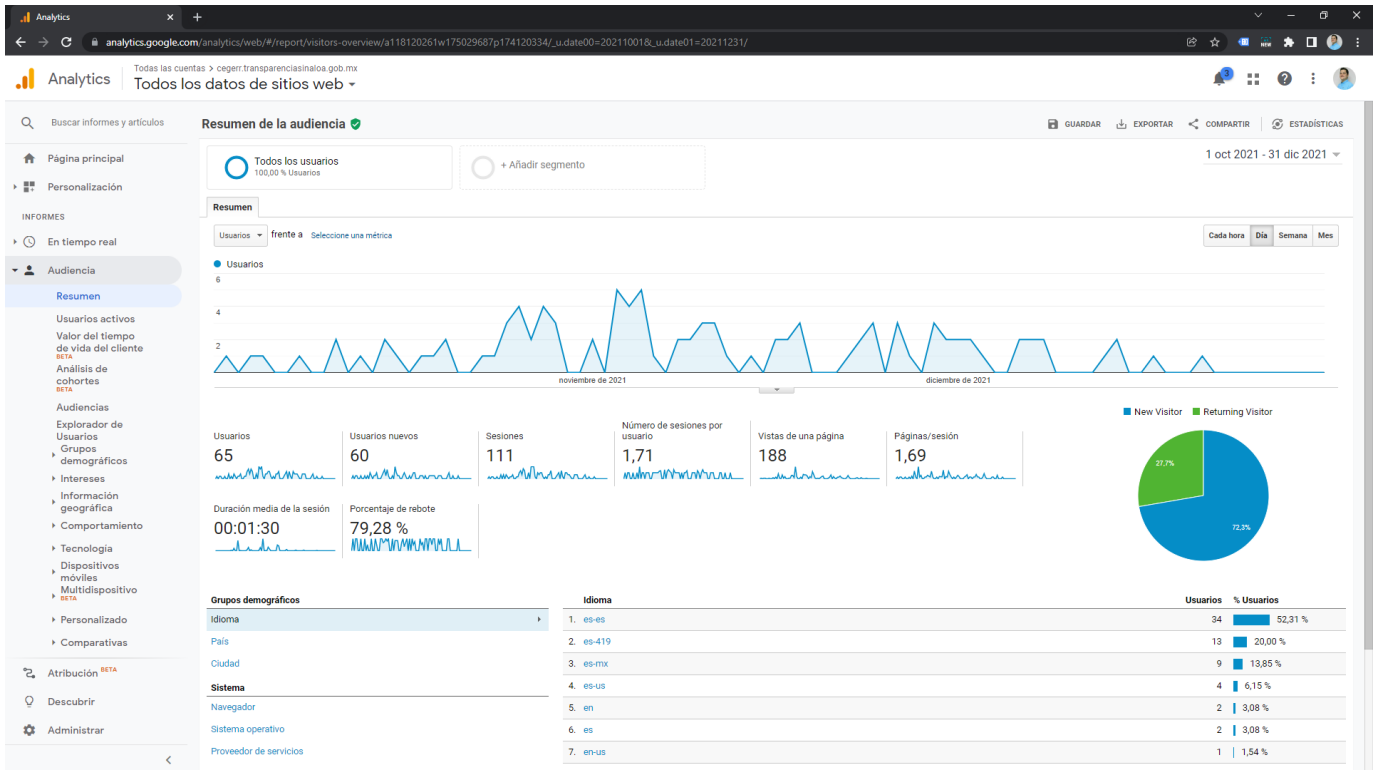 Analytics
analytics.google.com/analytics/web/#/report/visitors-overview/a118120261w175029687p174120334/_u.date00=20211001&_u.date01=20211231/
NEW
Analytics
Todas las cuentas > cegerr.transparenciasinaloa.gob.mx
Todos los datos de sitios web
3
Buscar informes y artículos
Página principal
Personalización
INFORMES
En tiempo real
Audiencia
Resumen
Usuarios activos
Valor del tiempo
de vida del cliente
BETA
Análisis de
cohortes
BETA
Audiencias
Explorador de
Usuarios
Grupos
demográficos
Intereses
Información
geográfica
Comportamiento
Tecnología
Dispositivos
móviles
Multidispositivo
BETA
Personalizado
Comparativas
Atribución BETA
Descubrir
Administrar
Resumen de la audiencia
GUARDAR EXPORTAR COMPARTIR ESTADÍSTICAS
Todos los usuarios
100,00 % Usuarios
+ Añadir segmento
1 oct 2021 - 31 dic 2021
Resumen
Usuarios frente a Seleccione una métrica
Cada hora Día Semana Mes
Usuarios
6
4
2
noviembre de 2021 diciembre de 2021
Usuarios
65
Usuarios nuevos
60
Sesiones
111
Número de sesiones por
usuario
1,71
Vistas de una página
188
Páginas/sesión
1,69
Duración media de la sesión
00:01:30
Porcentaje de rebote
79,28 %
New Visitor Returning Visitor
27,7%
72,3%
Grupos demográficos
Idioma
País
Ciudad
Sistema
Navegador
Sistema operativo
Proveedor de servicios
Idioma Usuarios % Usuarios
1. es-es 34 52,31 %
2. es-419 13 20,00 %
3. es-mx 9 13,85 %
4. es-us 4 6,15 %
5. en 2 3,08 %
6. es 2 3,08 %
7. en-us 1 1,54 %